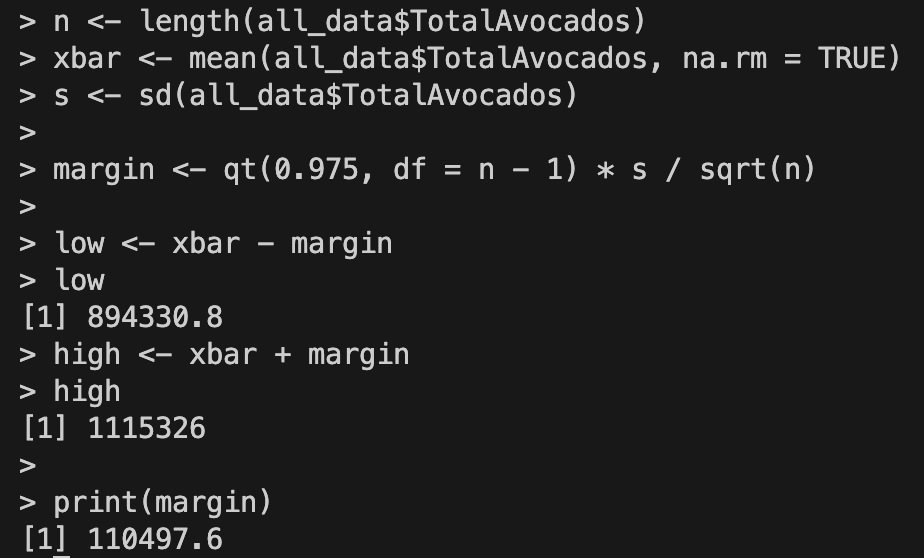 > n <- length(all_data$TotalAvocados)
> xbar <- mean(all_data$TotalAvocados, na.rm = TRUE)
> s <- sd(all_data$TotalAvocados)
>
> margin <- qt(0.975, df = n - 1) * s / sqrt(n)
>
> low <- xbar - margin
> low
[1] 894330.8
> high <- xbar + margin
> high
[1] 1115326
>
> print(margin)
[1] 110497.6